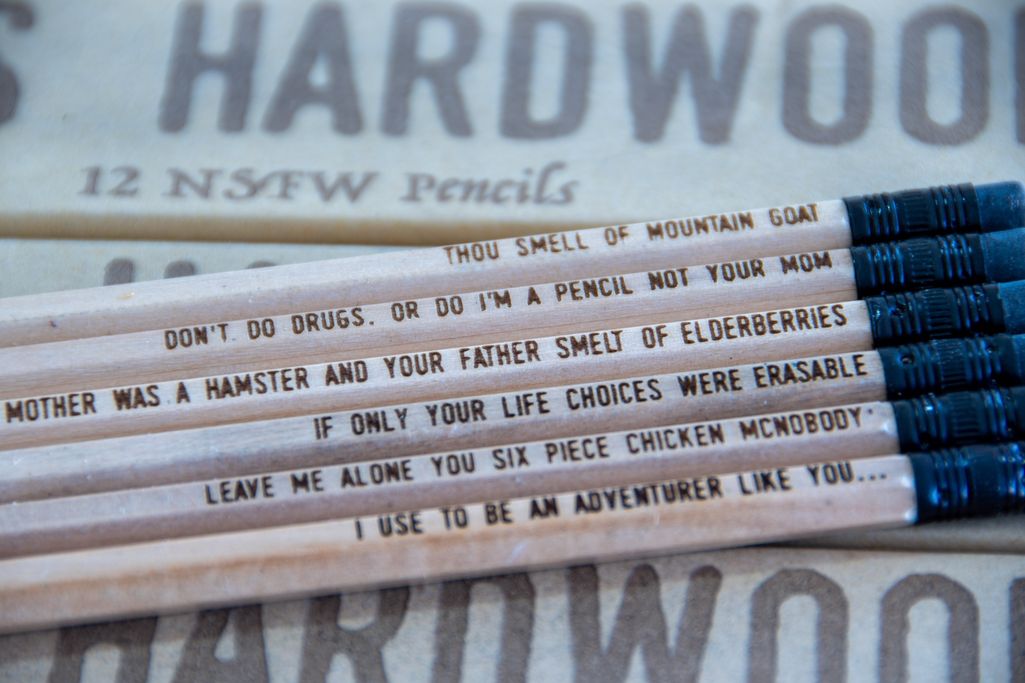 HARDWOO
12 NSFW Pencils
THOU SMELL OF MOUNTAIN GOAT
DON'T DO DRUGS. OR DO I'M A PENCIL NOT YOUR MOM
MOTHER WAS A HAMSTER AND YOUR FATHER SMELT OF ELDERBERRIES
IF ONLY YOUR LIFE CHOICES WERE ERASABLE
LEAVE ME ALONE YOU SIX PIECE CHICKEN MCNOBODY
I USE TO BE AN ADVENTURER LIKE YOU...
HARDWOO